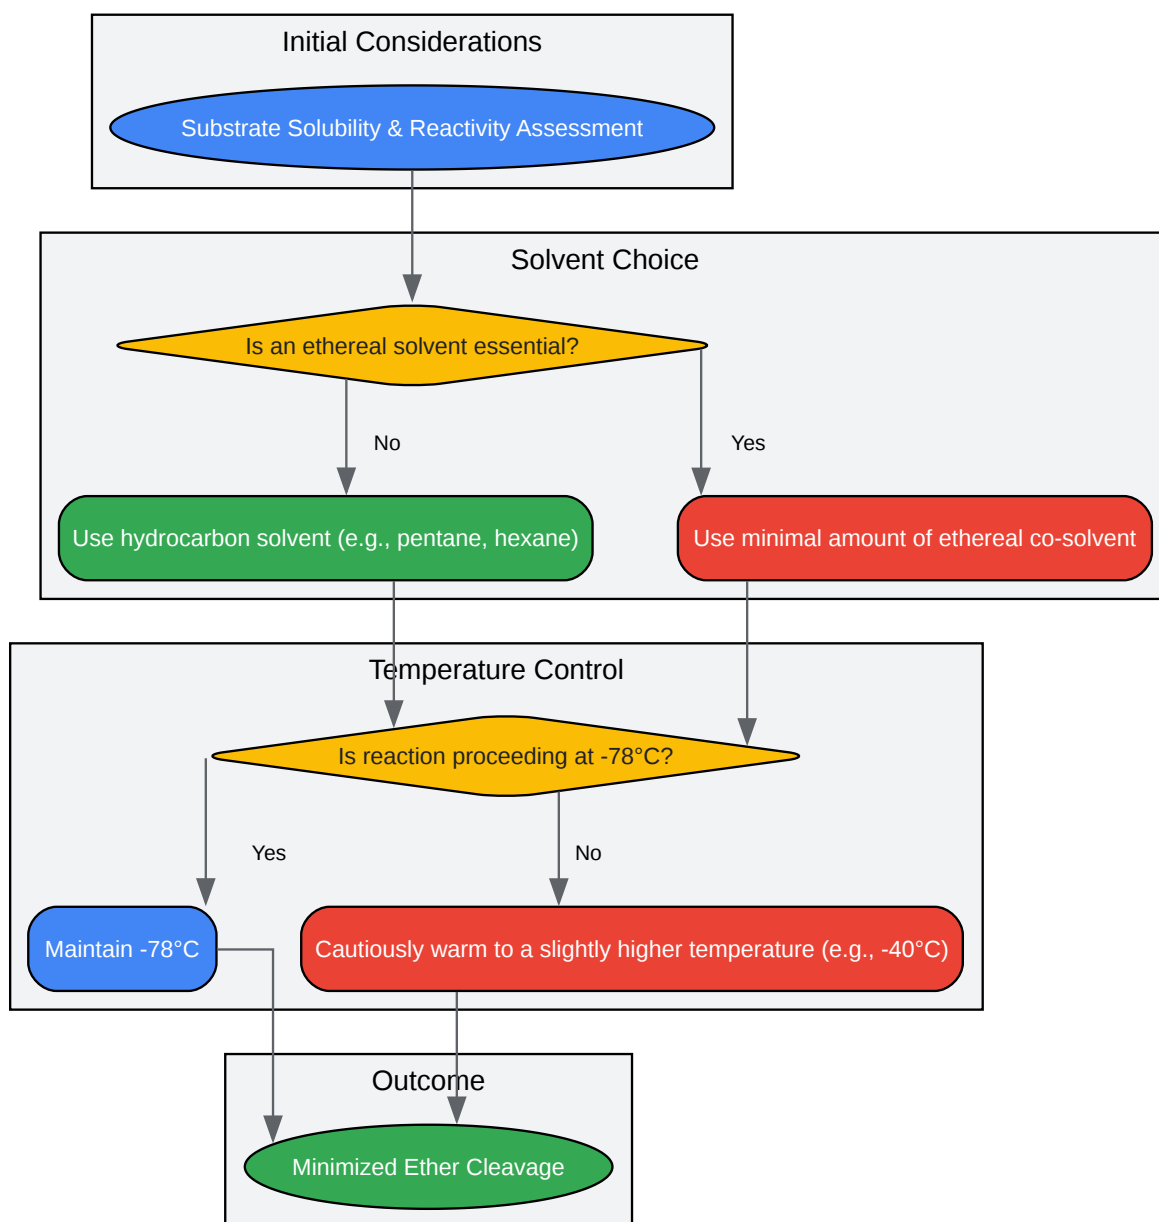 Initial Considerations
Substrate Solubility & Reactivity Assessment
Solvent Choice
Is an ethereal solvent essential?
No
Yes
Use hydrocarbon solvent (e.g., pentane, hexane)
Use minimal amount of ethereal co-solvent
Temperature Control
Is reaction proceeding at -78°C?
Yes
No
Maintain -78°C
Cautiously warm to a slightly higher temperature (e.g., -40°C)
Outcome
Minimized Ether Cleavage